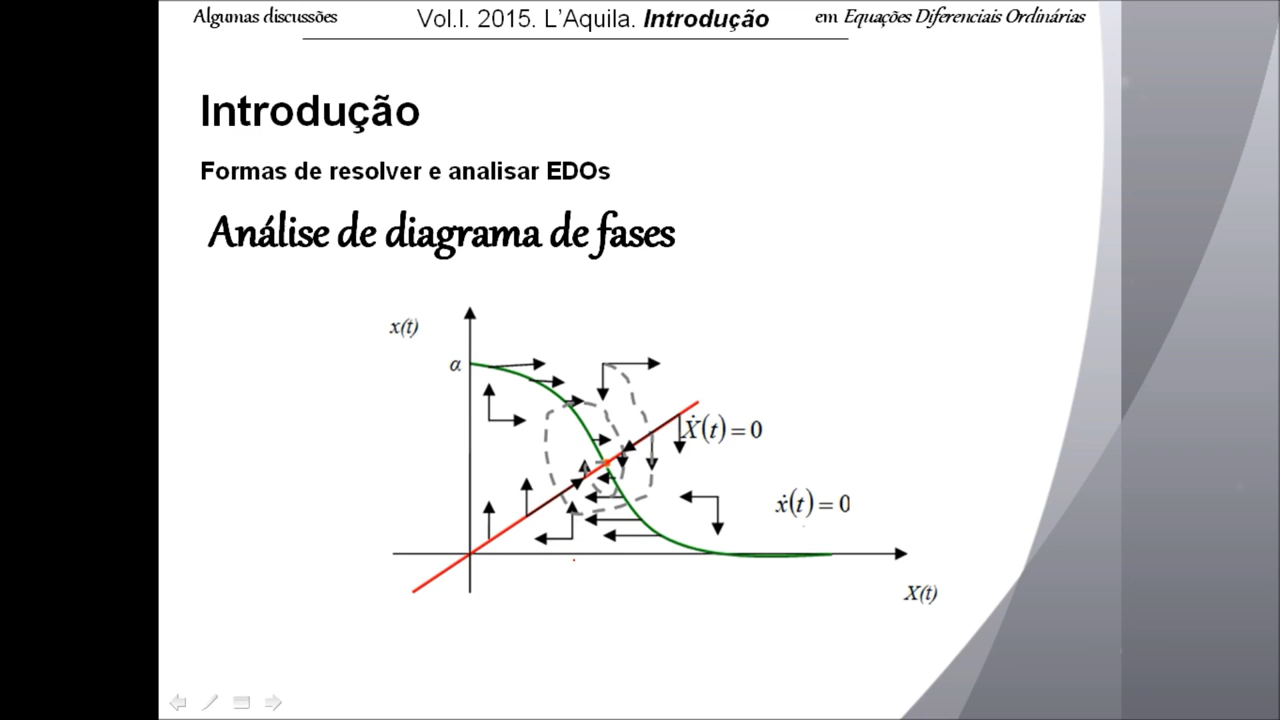 Algumas discussões Vol.I. 2015. L’Aquila. Introdução em Equações Diferenciais Ordinárias
Introdução
Formas de resolver e analisar EDOs
Análise de diagrama de fases
x(t)
α
Ẋ(t) = 0
ẋ(t) = 0
X(t)